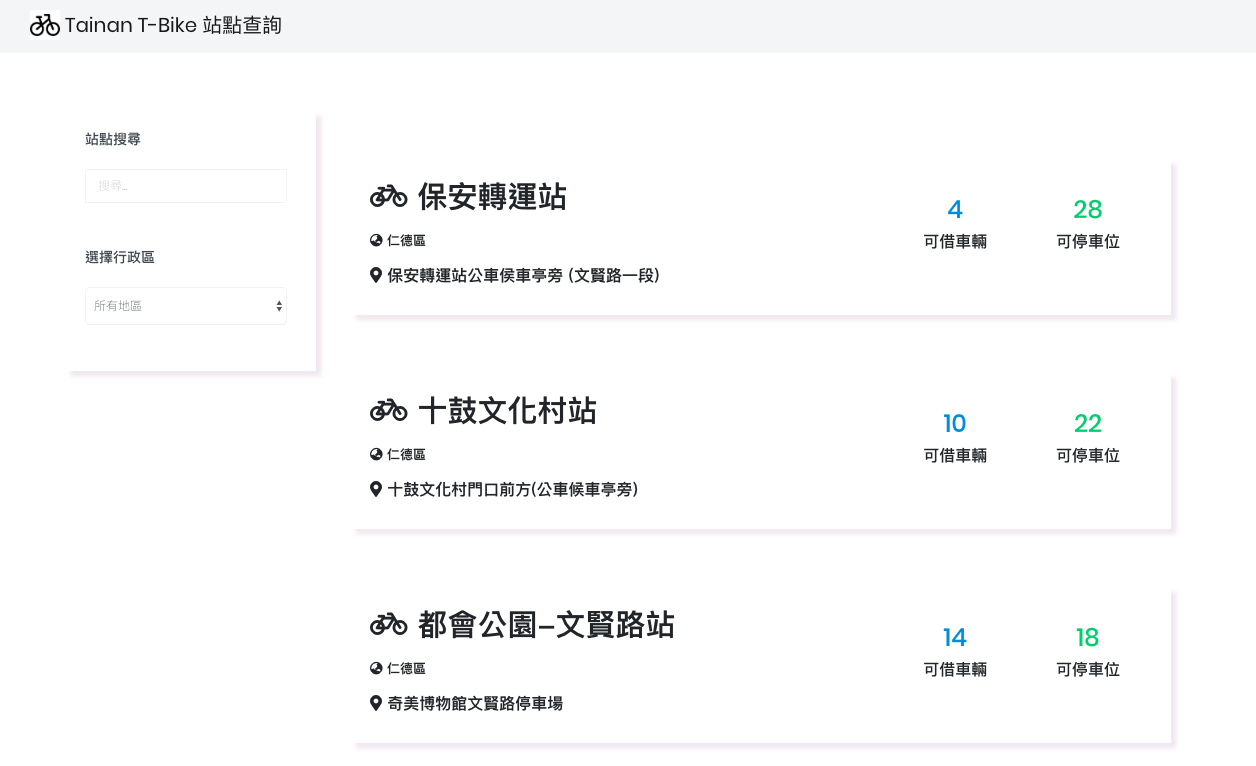 Tainan T-Bike 站點查詢
站點搜尋
搜尋...
選擇行政區
所有地區
保安轉運站
仁德區
保安轉運站公車侯車亭旁 (文賢路一段)
4
可借車輛
28
可停車位
十鼓文化村站
仁德區
十鼓文化村門口前方(公車候車亭旁)
10
可借車輛
22
可停車位
都會公園–文賢路站
仁德區
奇美博物館文賢路停車場
14
可借車輛
18
可停車位